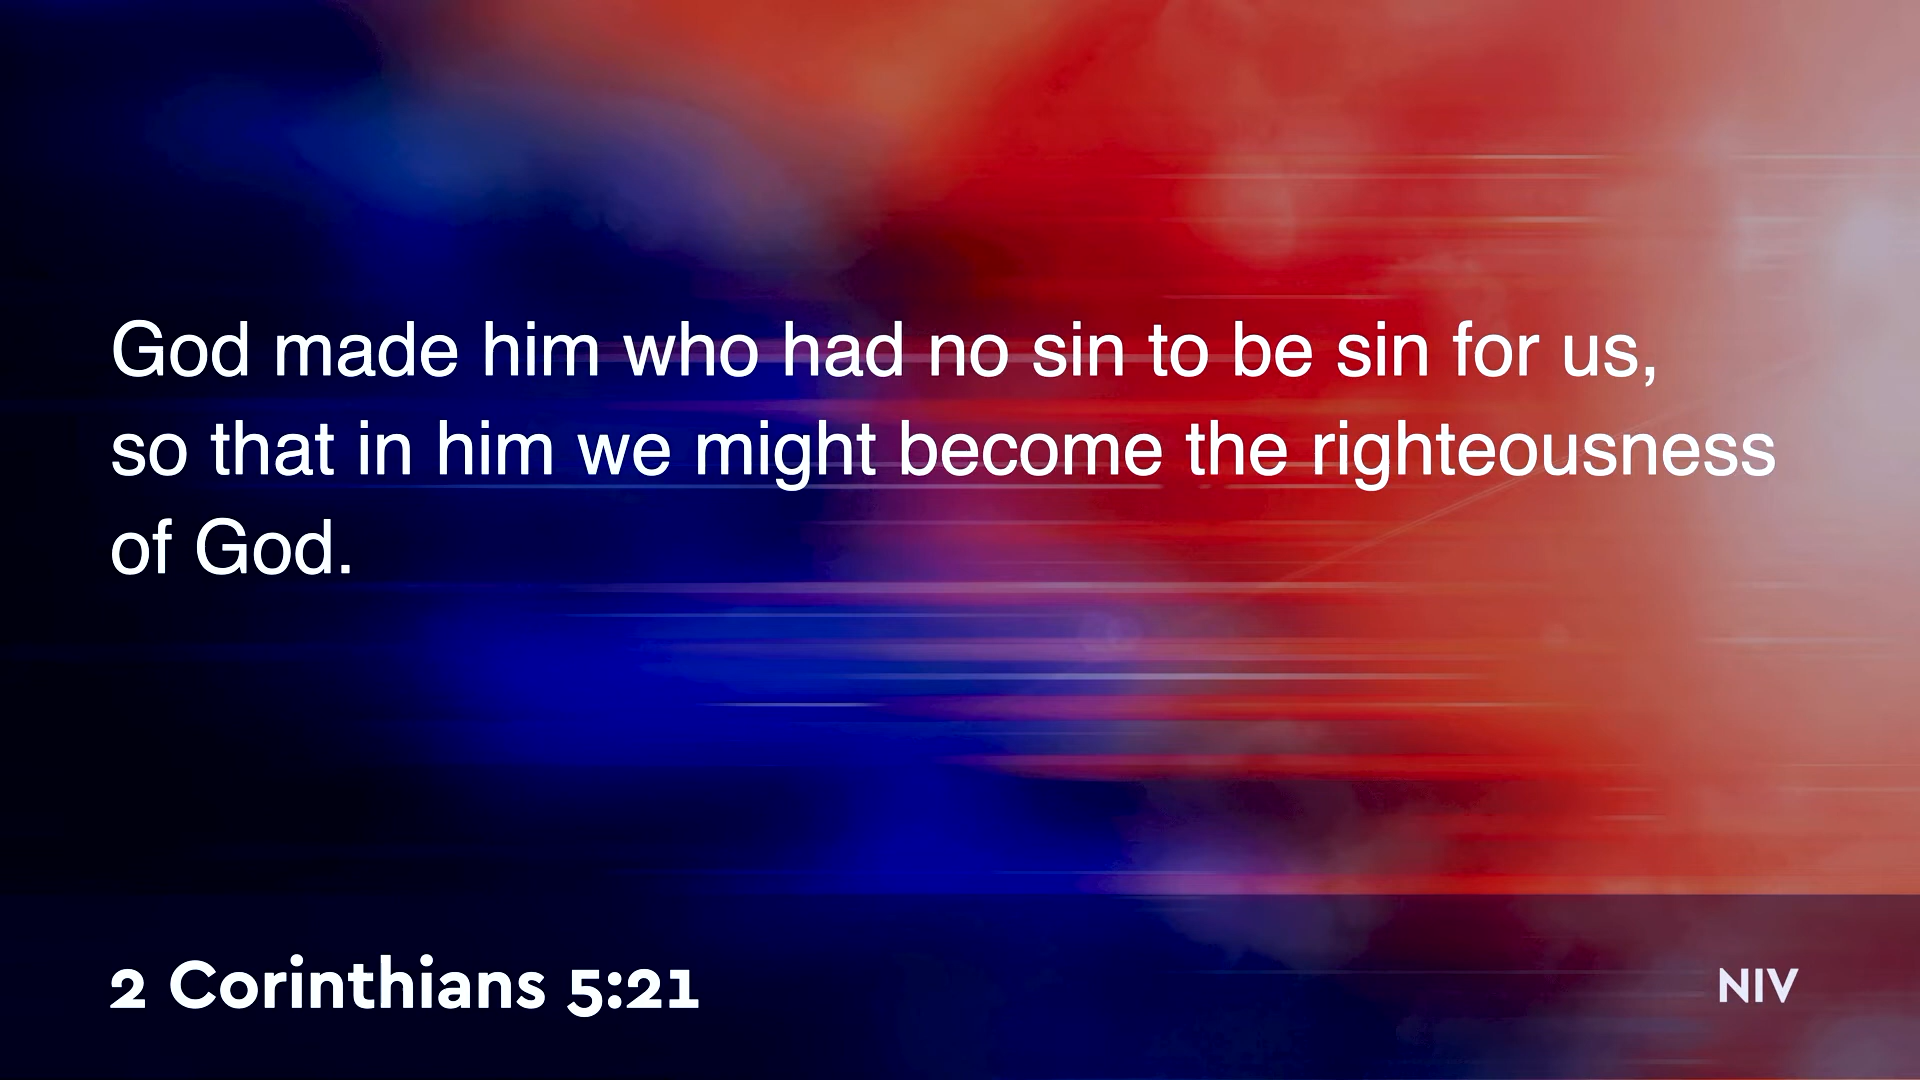 God made him who had no sin to be sin for us,
so that in him we might become the righteousness
of God.
2 Corinthians 5:21
NIV